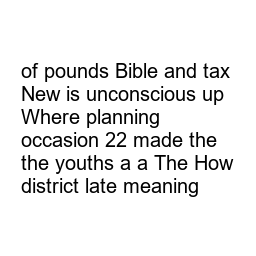 of pounds Bible and tax
New is unconscious up
Where planning
occasion 22 made the
the youths a a The How
district late meaning